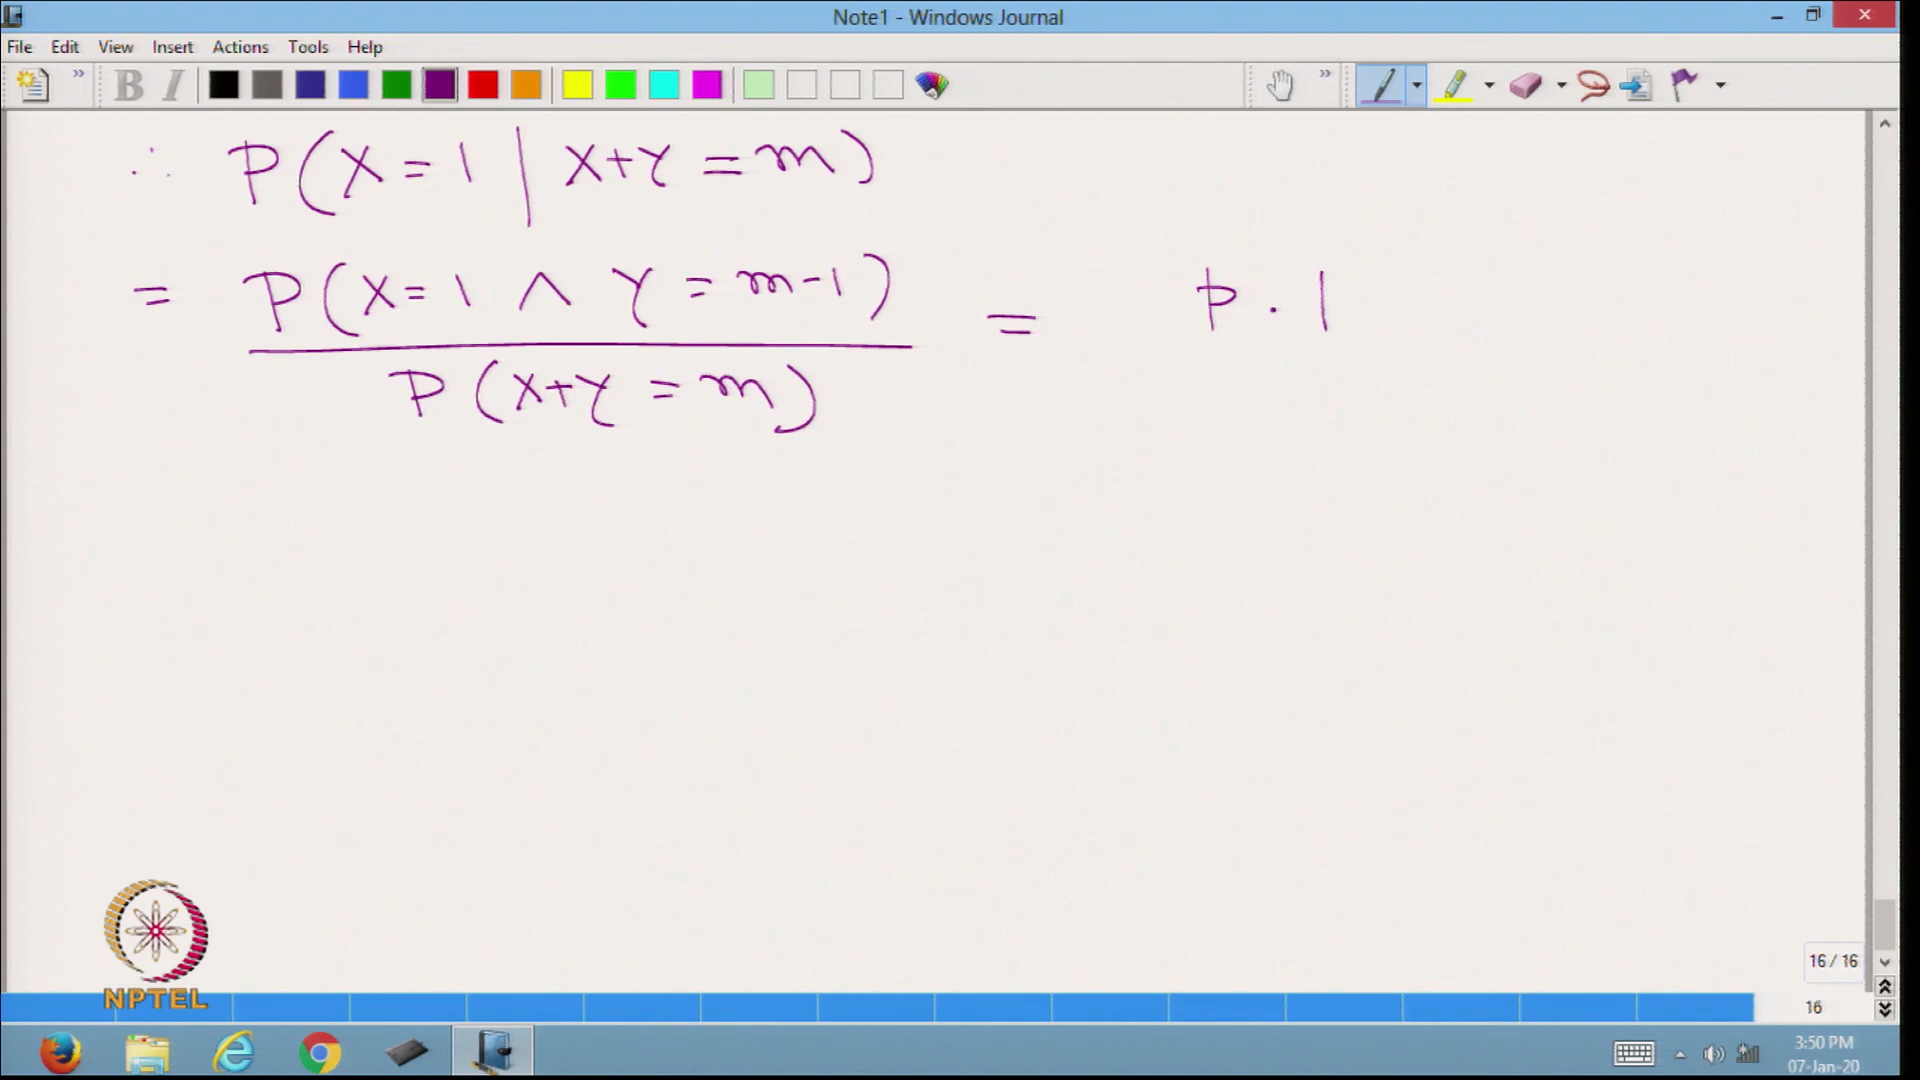 Note1 - Windows Journal
File Edit View Insert Actions Tools Help
B I
∴ P(X=1 | X+Y = m)
= P(X=1 ∧ Y = m-1) = p . |
P(X+Y = m)
NPTEL
16 / 16
16
3:50 PM
07-Jan-20